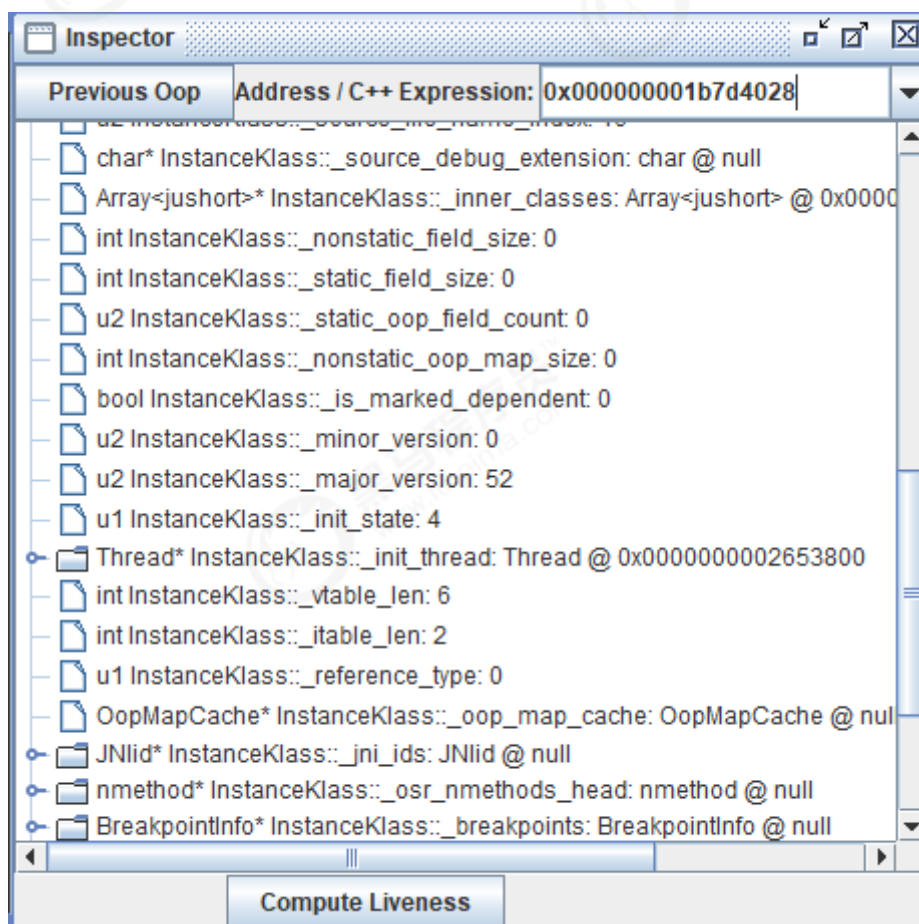 Inspector
Previous Oop Address / C++ Expression: 0x000000001b7d4028
char* InstanceKlass::_source_debug_extension: char @ null
Array<jushort>* InstanceKlass::_inner_classes: Array<jushort> @ 0x0000
int InstanceKlass::_nonstatic_field_size: 0
int InstanceKlass::_static_field_size: 0
u2 InstanceKlass::_static_oop_field_count: 0
int InstanceKlass::_nonstatic_oop_map_size: 0
bool InstanceKlass::_is_marked_dependent: 0
u2 InstanceKlass::_minor_version: 0
u2 InstanceKlass::_major_version: 52
u1 InstanceKlass::_init_state: 4
Thread* InstanceKlass::_init_thread: Thread @ 0x0000000002653800
int InstanceKlass::_vtable_len: 6
int InstanceKlass::_itable_len: 2
u1 InstanceKlass::_reference_type: 0
OopMapCache* InstanceKlass::_oop_map_cache: OopMapCache @ nul
JNIid* InstanceKlass::_jni_ids: JNIid @ null
nmethod* InstanceKlass::_osr_nmethods_head: nmethod @ null
BreakpointInfo* InstanceKlass::_breakpoints: BreakpointInfo @ null
Compute Liveness